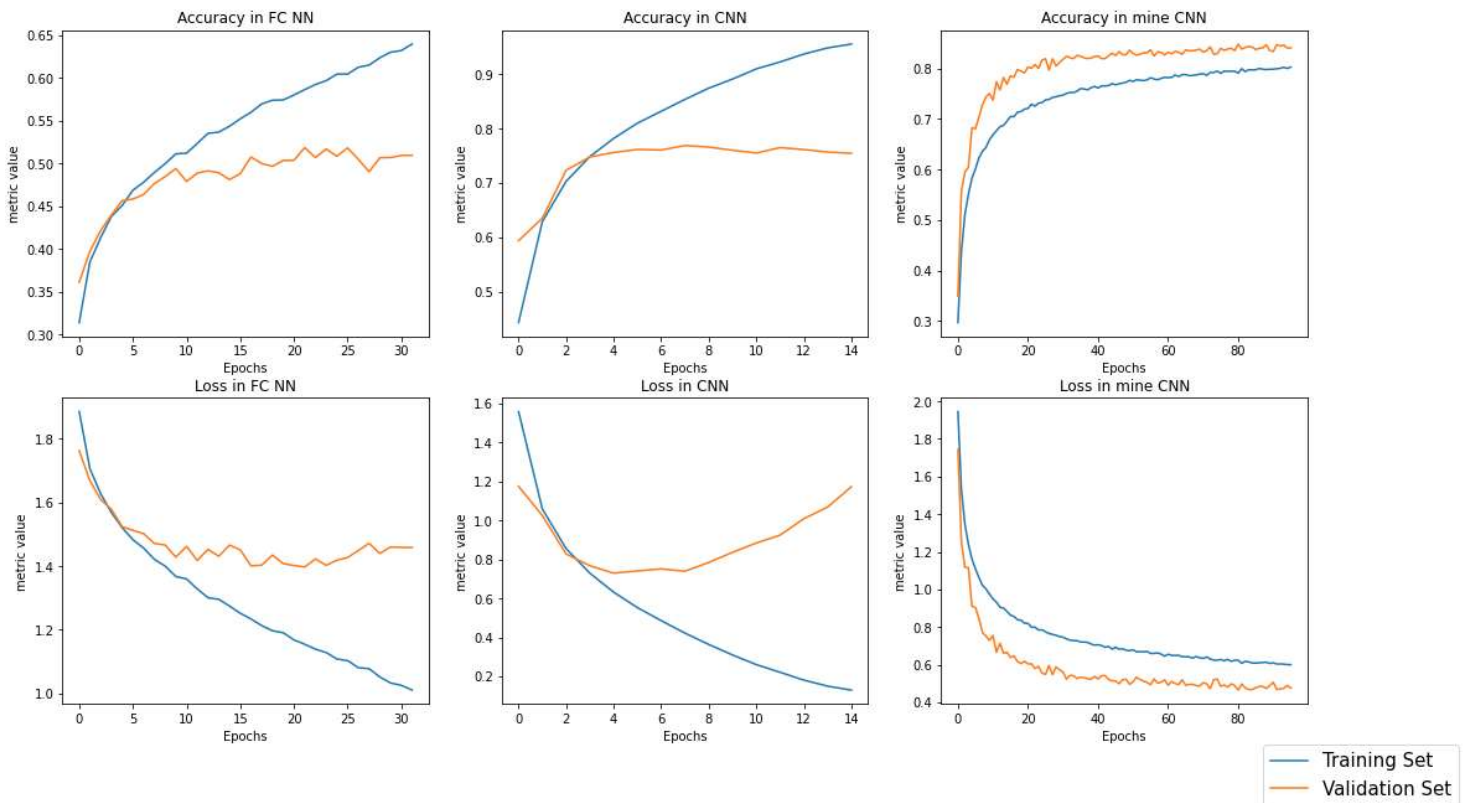 Accuracy in FC NN
0.65
0.60
0.55
0.50
0.45
0.40
0.35
0.30
metric value
0 5 10 15 20 25 30
Epochs
Accuracy in CNN
0.9
0.8
0.7
0.6
0.5
metric value
0 2 4 6 8 10 12 14
Epochs
Accuracy in mine CNN
0.8
0.7
0.6
0.5
0.4
0.3
metric value
0 20 40 60 80
Epochs
Loss in FC NN
1.8
1.6
1.4
1.2
1.0
metric value
0 5 10 15 20 25 30
Epochs
Loss in CNN
1.6
1.4
1.2
1.0
0.8
0.6
0.4
0.2
metric value
0 2 4 6 8 10 12 14
Epochs
Loss in mine CNN
2.0
1.8
1.6
1.4
1.2
1.0
0.8
0.6
0.4
metric value
0 20 40 60 80
Epochs
Training Set
Validation Set